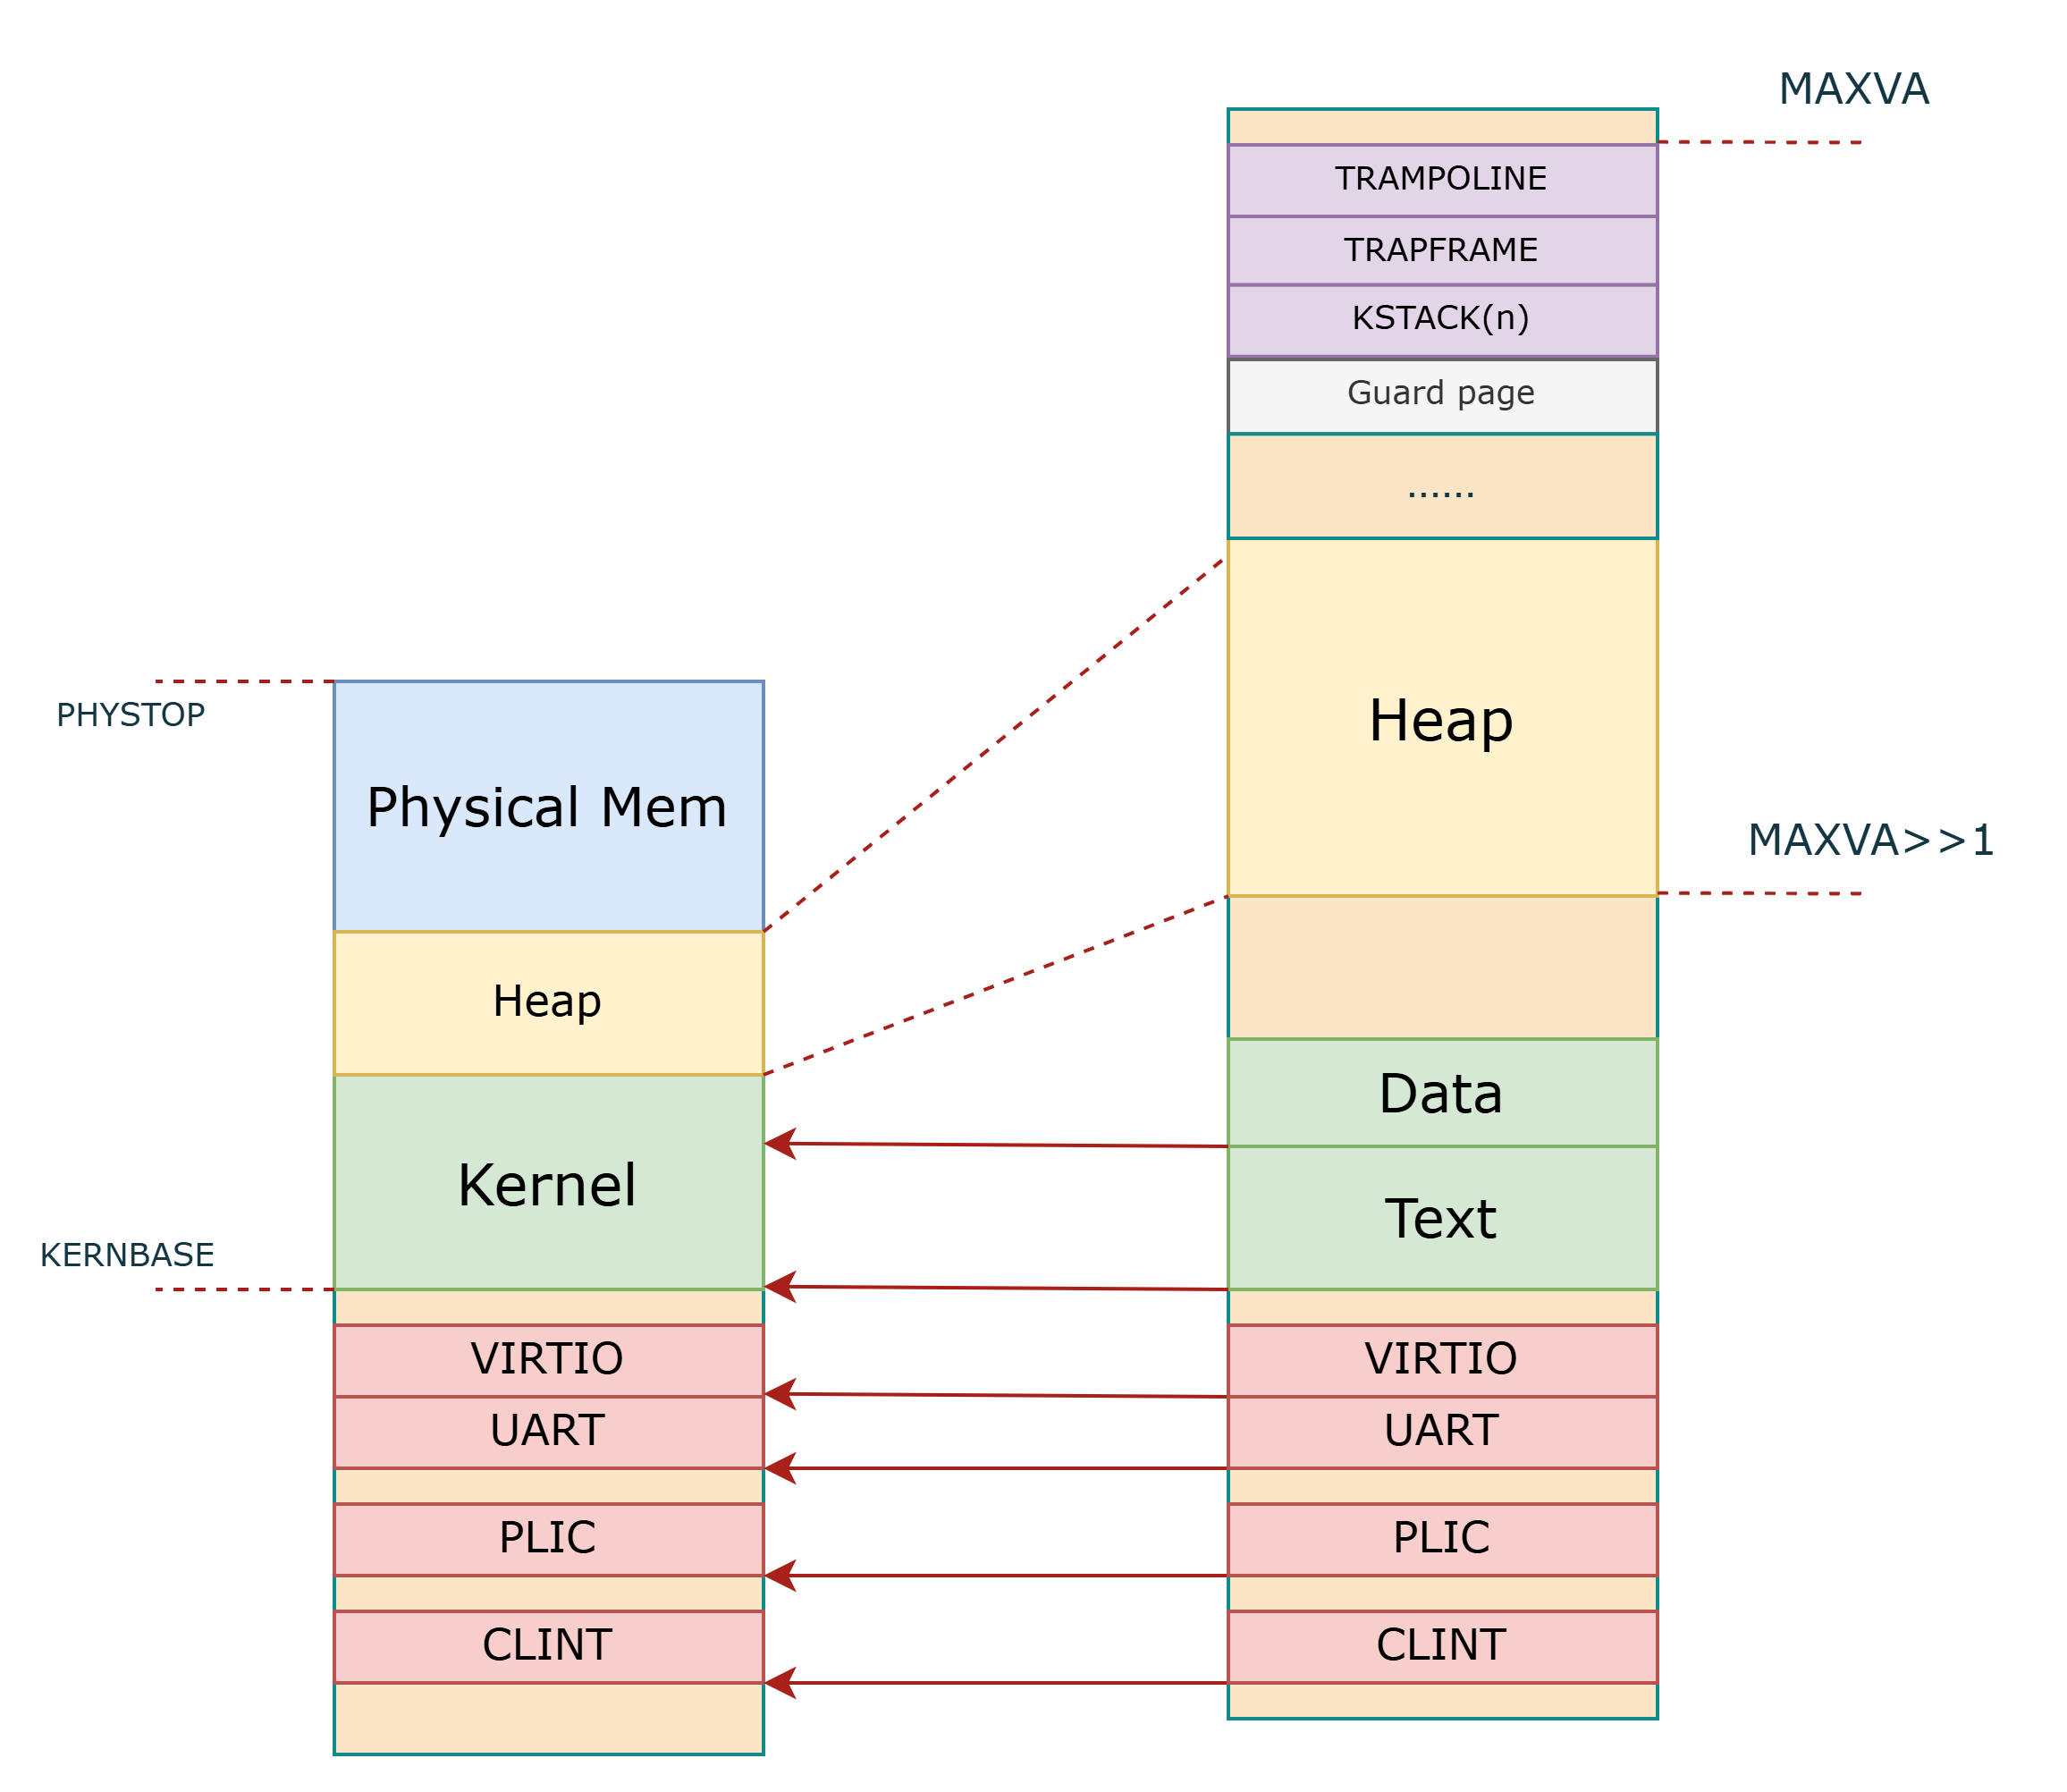 MAXVA
TRAMPOLINE
TRAPFRAME
KSTACK(n)
Guard page
......
Heap
MAXVA>>1
Data
Text
VIRTIO
UART
PLIC
CLINT
PHYSTOP
Physical Mem
Heap
Kernel
KERNBASE
VIRTIO
UART
PLIC
CLINT